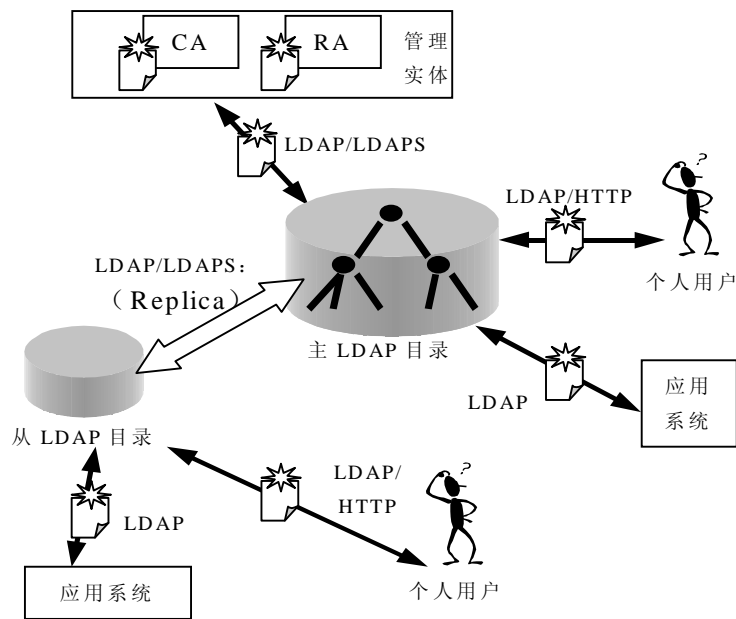 CA
RA
管理
实体
LDAP/LDAPS
LDAP/HTTP
?
个人用户
LDAP/LDAPS:
（Replica）
主 LDAP 目录
应用
系统
LDAP
从 LDAP 目录
LDAP/
HTTP
?
LDAP
应用系统
个人用户